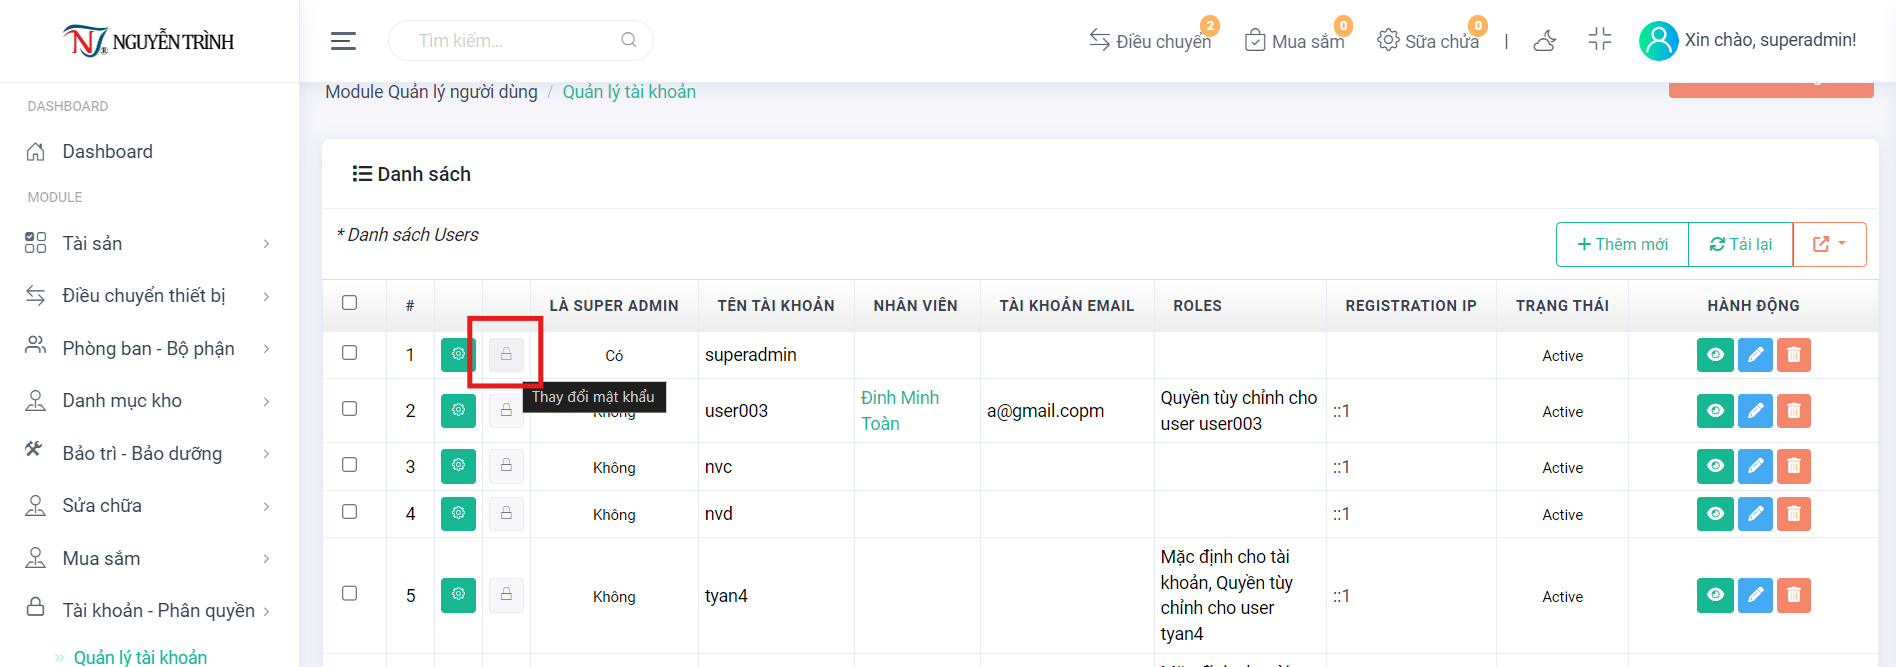 NGUYỄN TRÌNH
Tìm kiếm...
Điều chuyển 2
Mua sắm 0
Sữa chửa 0
Xin chào, superadmin!
Module Quản lý người dùng / Quản lý tài khoản
DASHBOARD
Dashboard
MODULE
Tài sản
Điều chuyển thiết bị
Phòng ban - Bộ phận
Danh mục kho
Bảo trì - Bảo dưỡng
Sửa chữa
Mua sắm
Tài khoản - Phân quyền
Quản lý tài khoản
Danh sách
* Danh sách Users
Thêm mới
Tải lại
# LÀ SUPER ADMIN TÊN TÀI KHOẢN NHÂN VIÊN TÀI KHOẢN EMAIL ROLES REGISTRATION IP TRẠNG THÁI HÀNH ĐỘNG
1 Có superadmin Active
Thay đổi mật khẩu
2 Không user003 Đinh Minh Toàn a@gmail.copm Quyền tùy chỉnh cho user user003 ::1 Active
3 Không nvc ::1 Active
4 Không nvd ::1 Active
5 Không tyan4 Mặc định cho tài khoản, Quyền tùy chỉnh cho user tyan4 ::1 Active